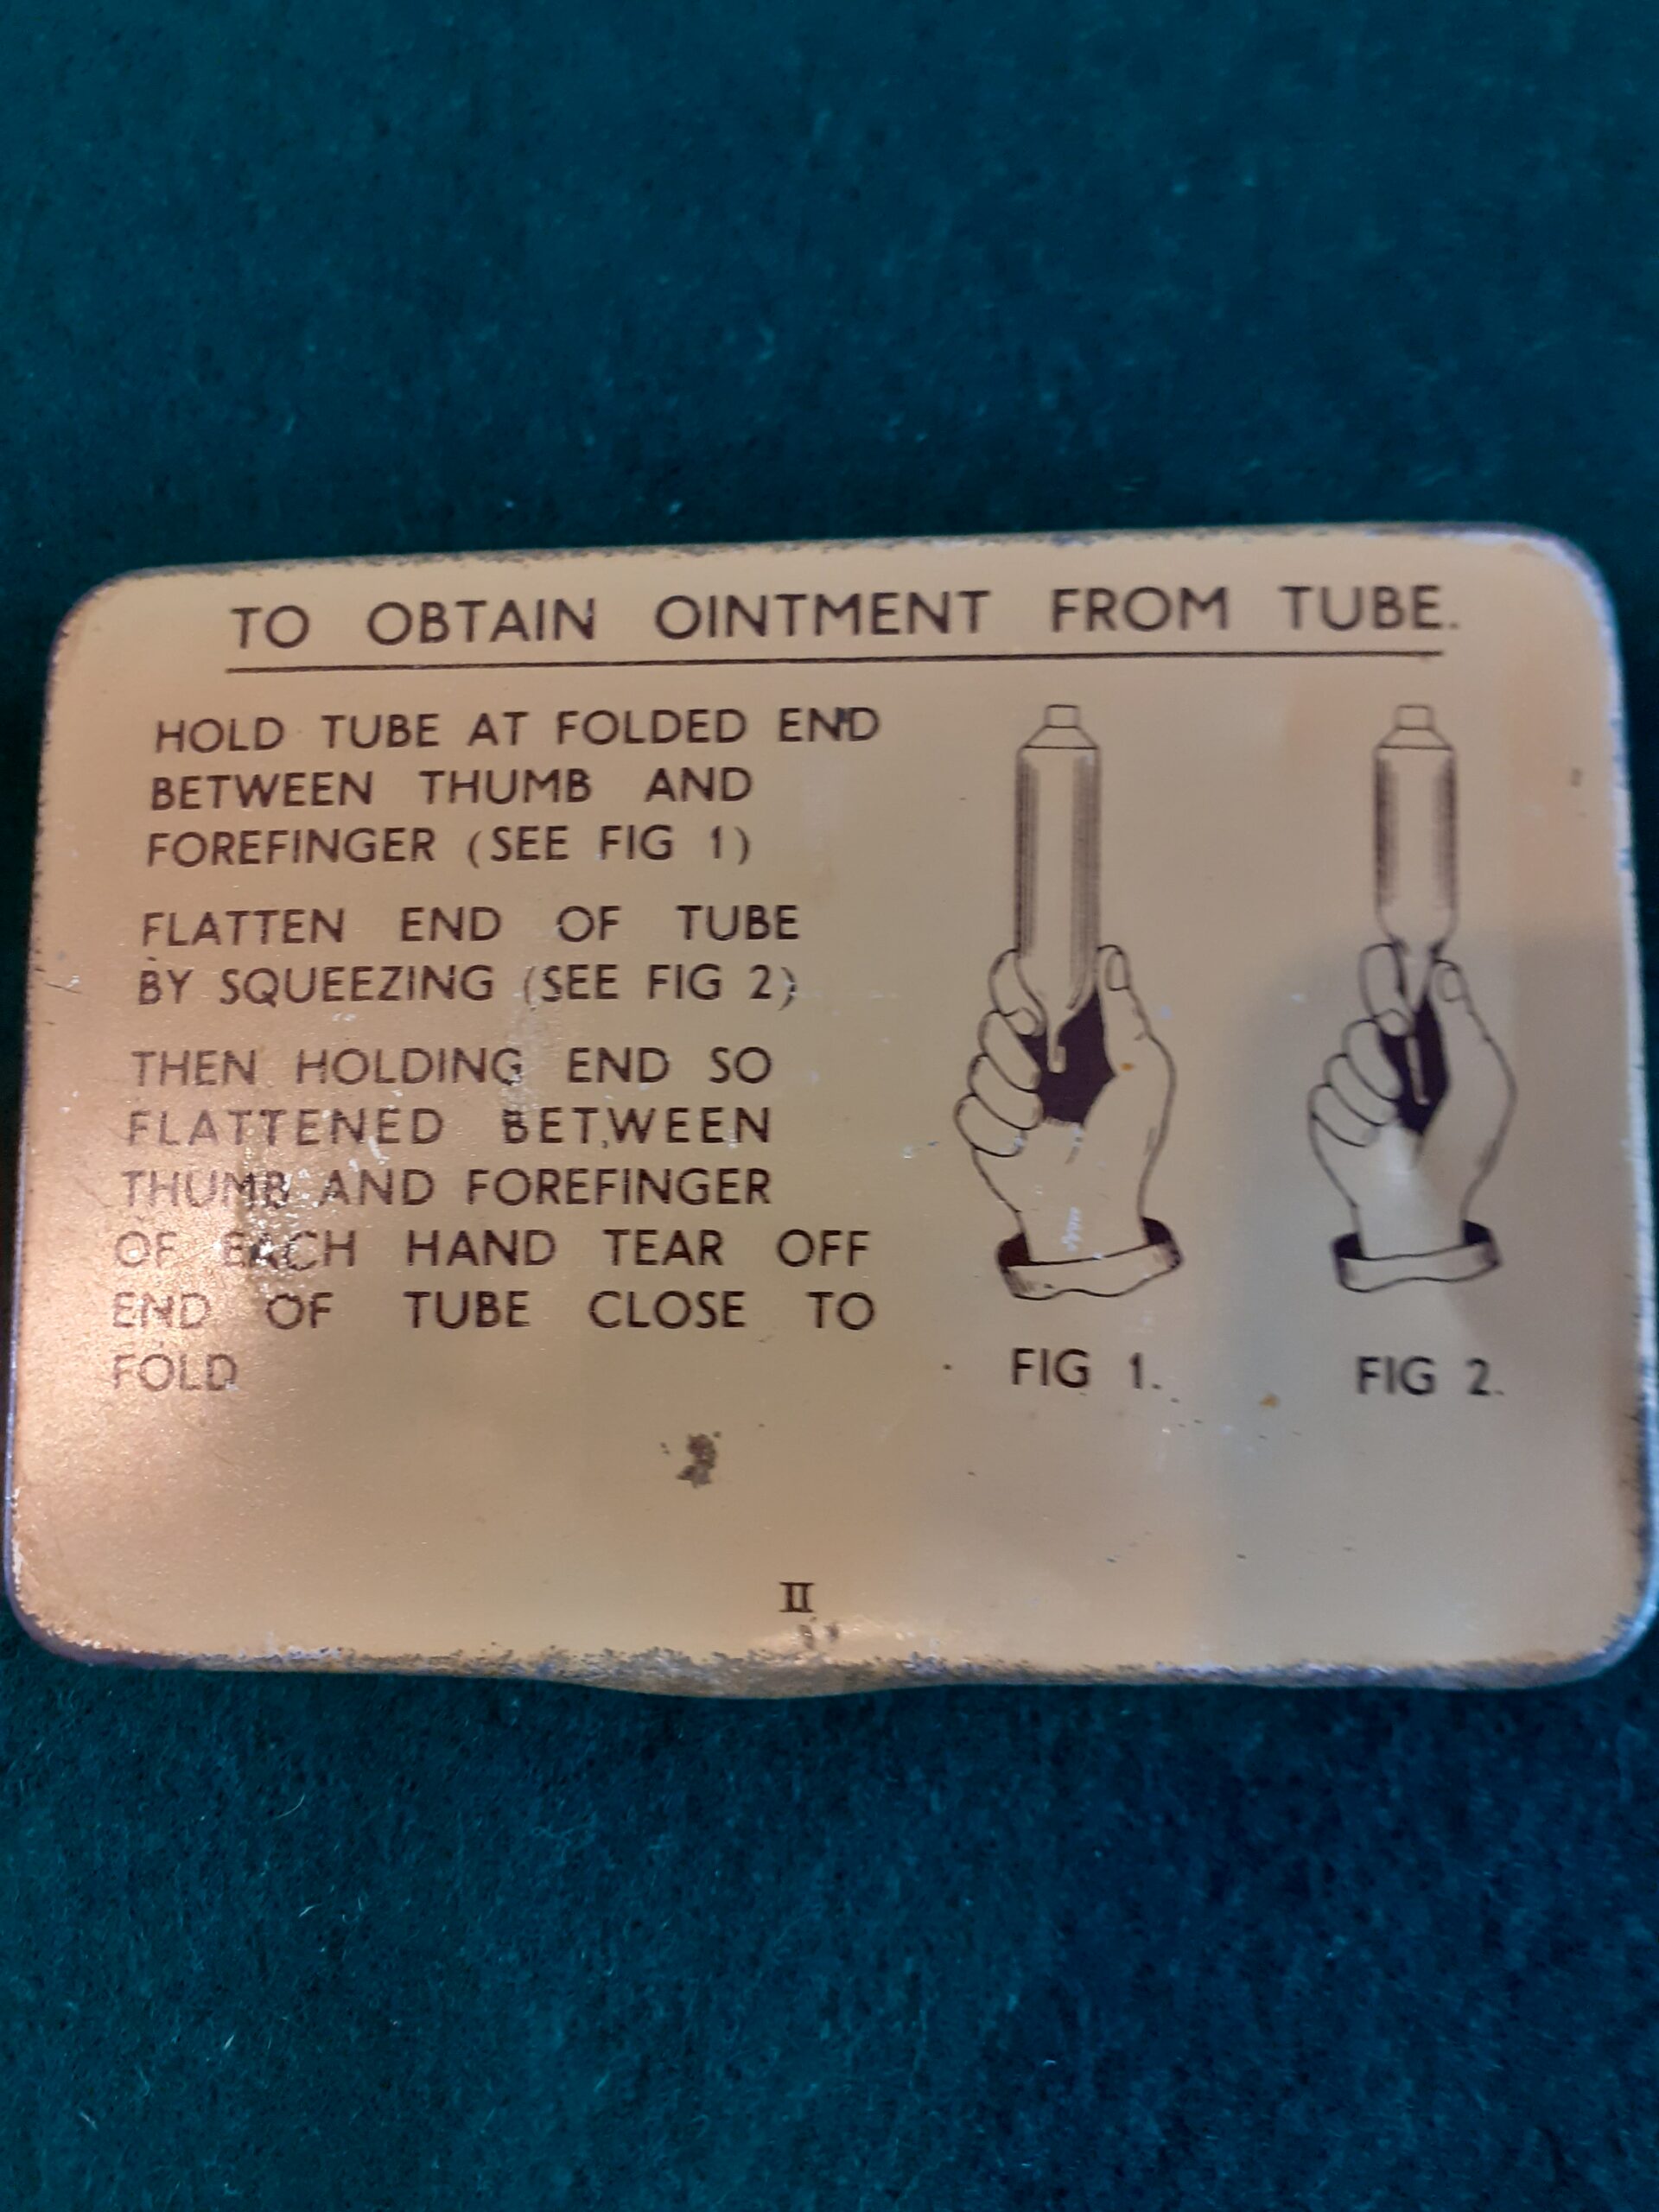 TO OBTAIN OINTMENT FROM TUBE.
HOLD TUBE AT FOLDED END
BETWEEN THUMB AND
FOREFINGER (SEE FIG 1)
FLATTEN END OF TUBE
BY SQUEEZING (SEE FIG 2)
THEN HOLDING END SO
FLATTENED BETWEEN
THUMB AND FOREFINGER
OF EACH HAND TEAR OFF
END OF TUBE CLOSE TO
FOLD
FIG 1.
FIG 2.
II